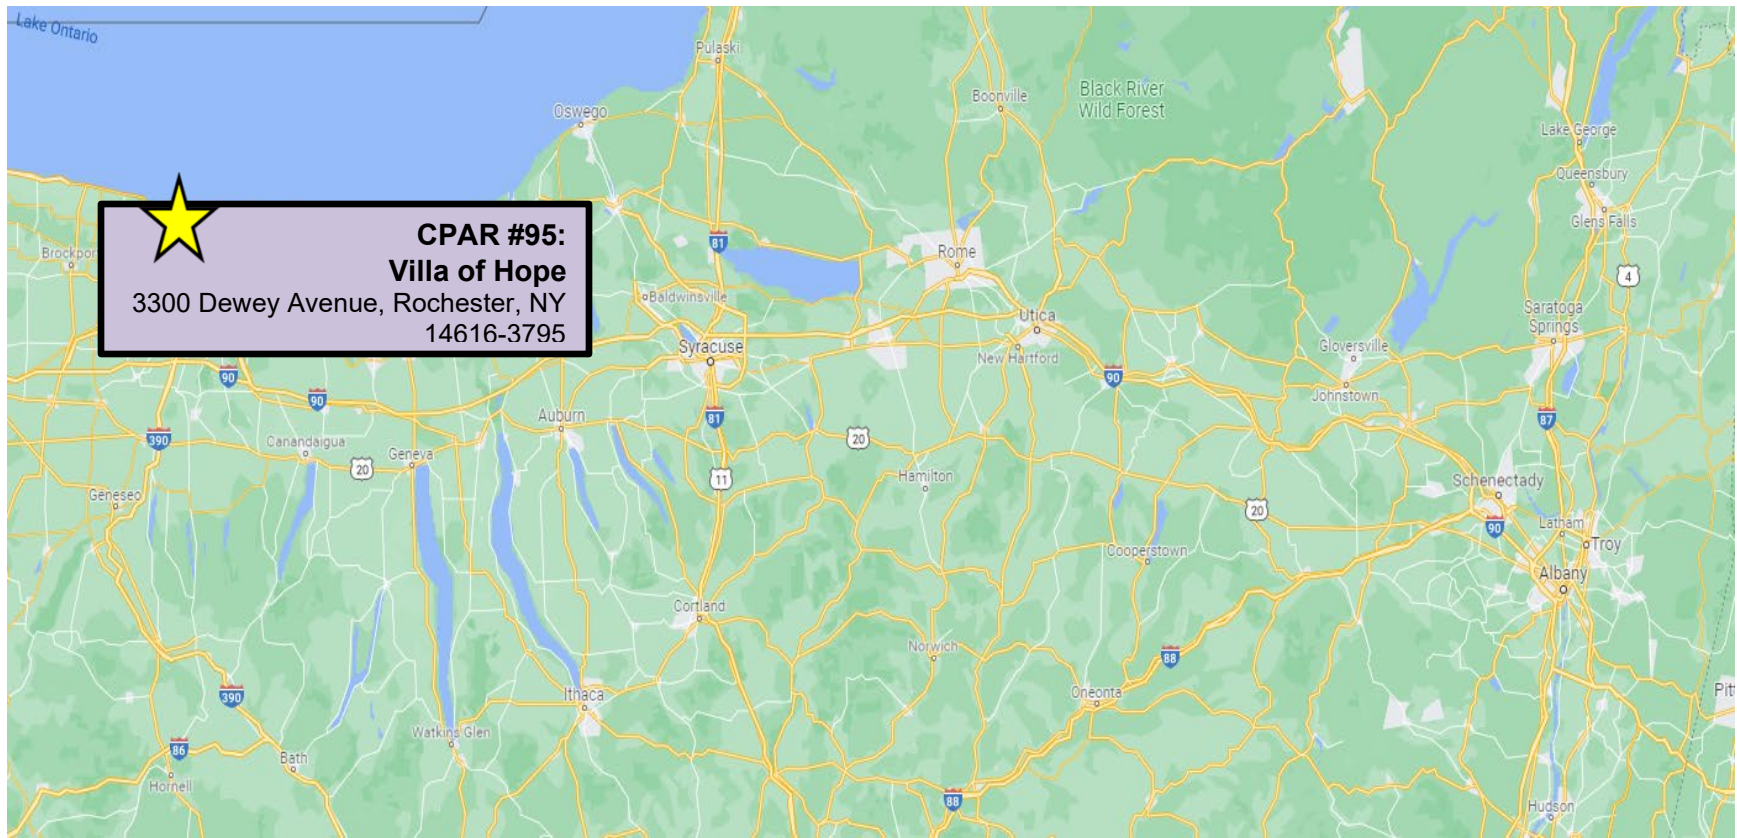 Lake Ontario
Pulaski
Boonville
Black River
Wild Forest
Oswego
Lake George
Queensbury
Glens Falls
CPAR #95:
Villa of Hope
3300 Dewey Avenue, Rochester, NY
14616-3795
Brockpor
81
Rome
4
Baldwinsville
Saratoga
Springs
Utica
Syracuse
New Hartford
Gloversville
90
90
90
Johnstown
Auburn
81
87
390
Canandaigua
20
Geneva
20
11
Hamilton
Schenectady
Geneseo
20
90
Latham
Troy
Cooperstown
Albany
Cortland
Norwich
88
390
Ithaca
Oneonta
Pit
Watkins Glen
86
Bath
Hornell
88
Hudson